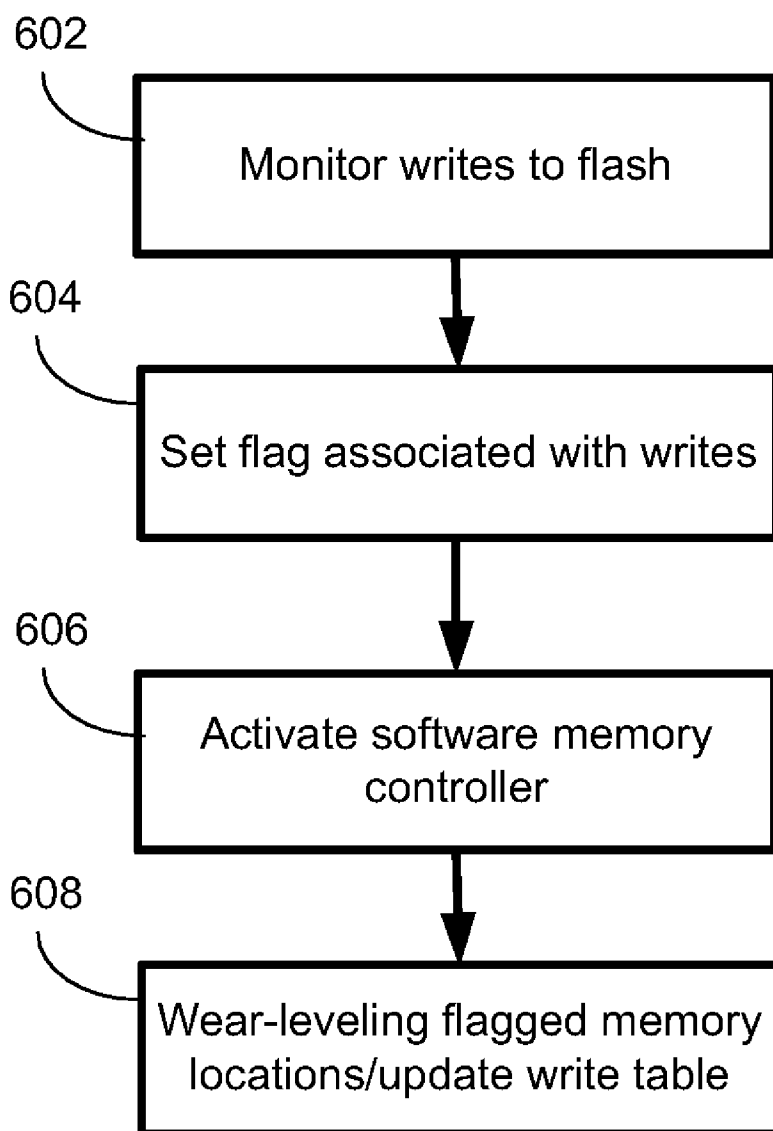 602
Monitor writes to flash
604
Set flag associated with writes
606
Activate software memory
controller
608
Wear-leveling flagged memory
locations/update write table